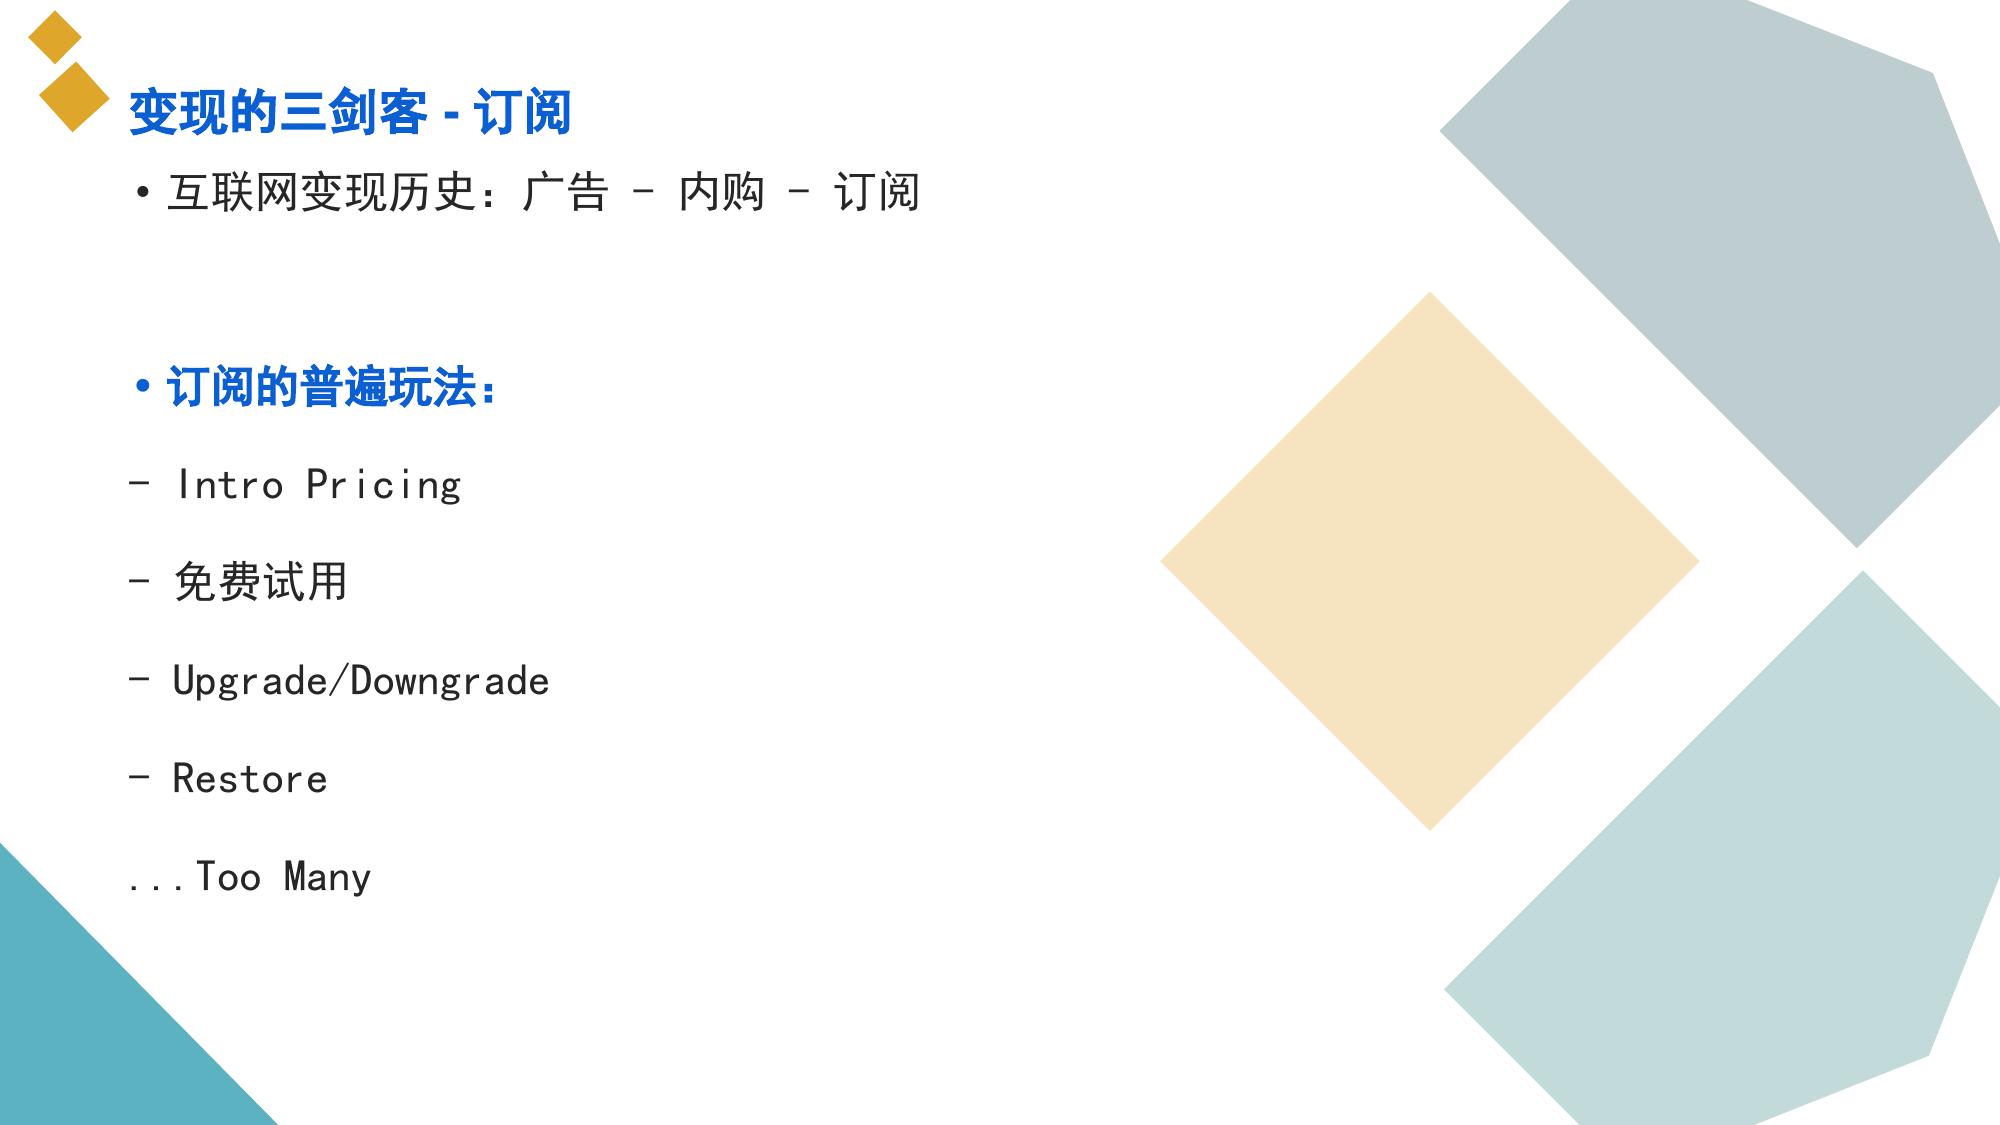 变现的三剑客 - 订阅
• 互联网变现历史：广告 - 内购 - 订阅
• 订阅的普遍玩法：
- Intro Pricing
- 免费试用
- Upgrade/Downgrade
- Restore
...Too Many